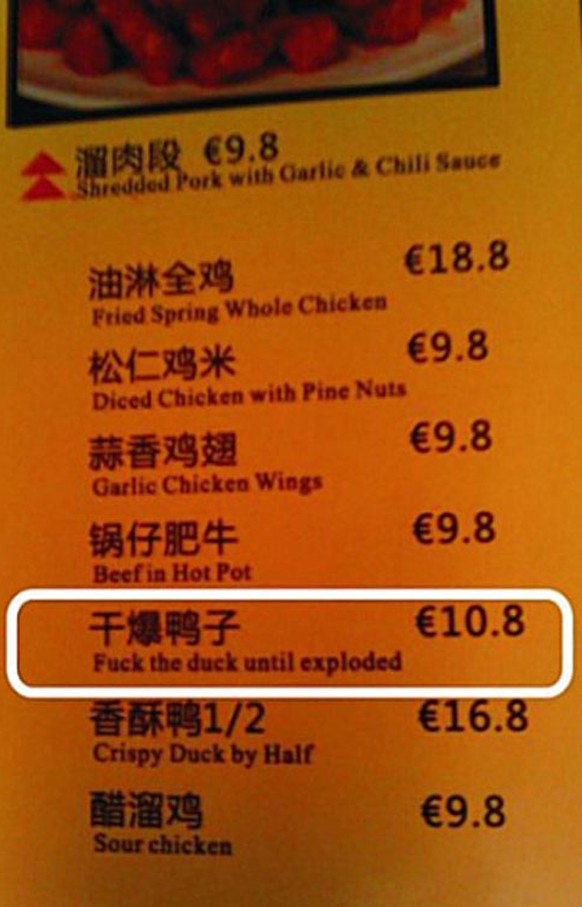 溜肉段 €9.8
Shredded Pork with Garlic & Chili Sauce
油淋全鸡 €18.8
Fried Spring Whole Chicken
松仁鸡米 €9.8
Diced Chicken with Pine Nuts
蒜香鸡翅 €9.8
Garlic Chicken Wings
锅仔肥牛 €9.8
Beef in Hot Pot
干爆鸭子 €10.8
Fuck the duck until exploded
香酥鸭1/2 €16.8
Crispy Duck by Half
醋溜鸡 €9.8
Sour chicken